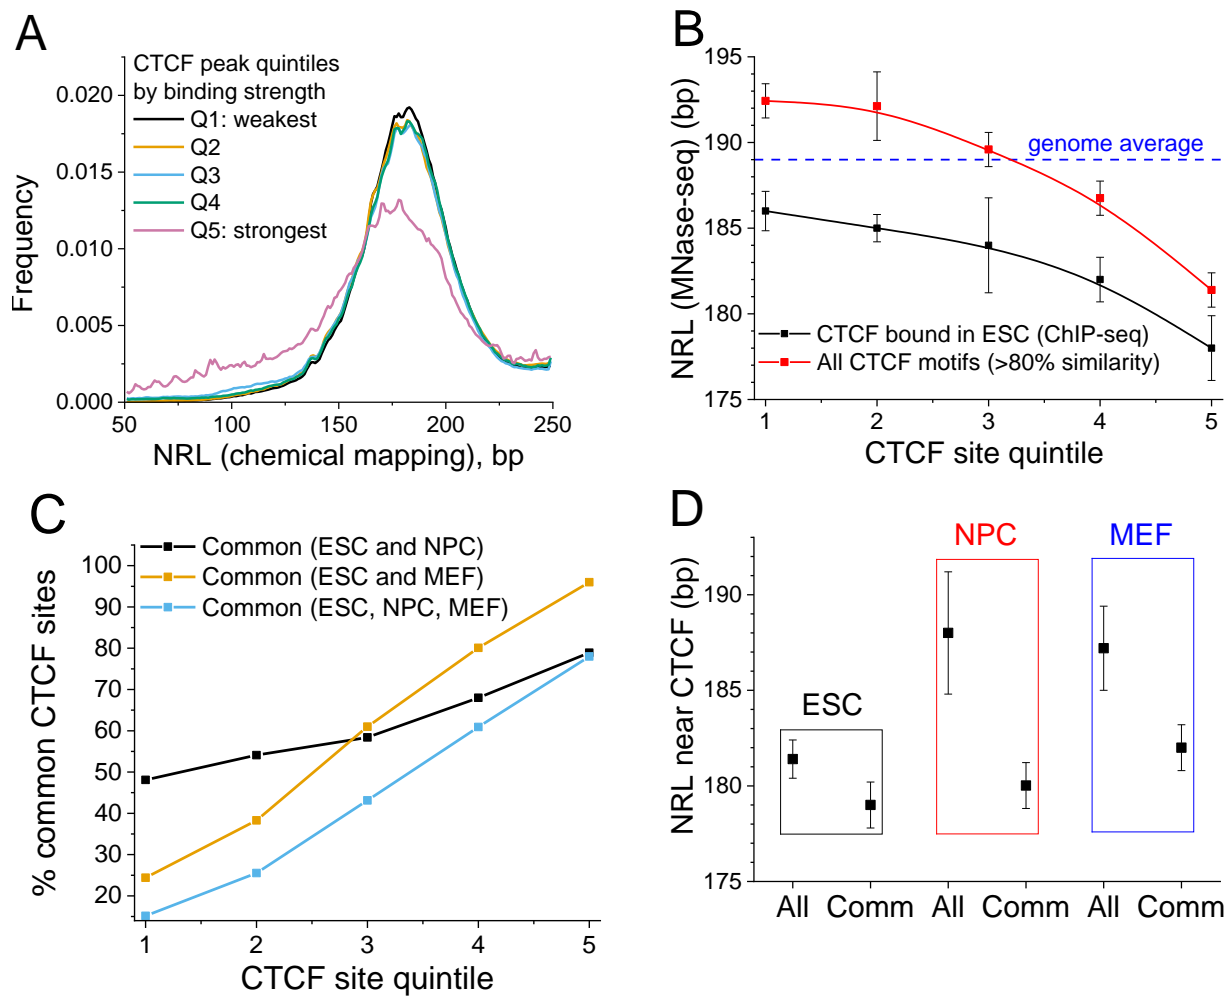 A
CTCF peak quintiles
by binding strength
Q1: weakest
Q2
Q3
Q4
Q5: strongest
Frequency
0.020
0.015
0.010
0.005
0.000
50
100
150
200
250
NRL (chemical mapping), bp
B
NRL (MNase-seq) (bp)
195
190
185
180
175
genome average
CTCF bound in ESC (ChIP-seq)
All CTCF motifs (>80% similarity)
1
2
3
4
5
CTCF site quintile
C
Common (ESC and NPC)
Common (ESC and MEF)
Common (ESC, NPC, MEF)
% common CTCF sites
100
90
80
70
60
50
40
30
20
1
2
3
4
5
CTCF site quintile
D
NRL near CTCF (bp)
190
185
180
175
ESC
NPC
MEF
All
Comm
All
Comm
All
Comm